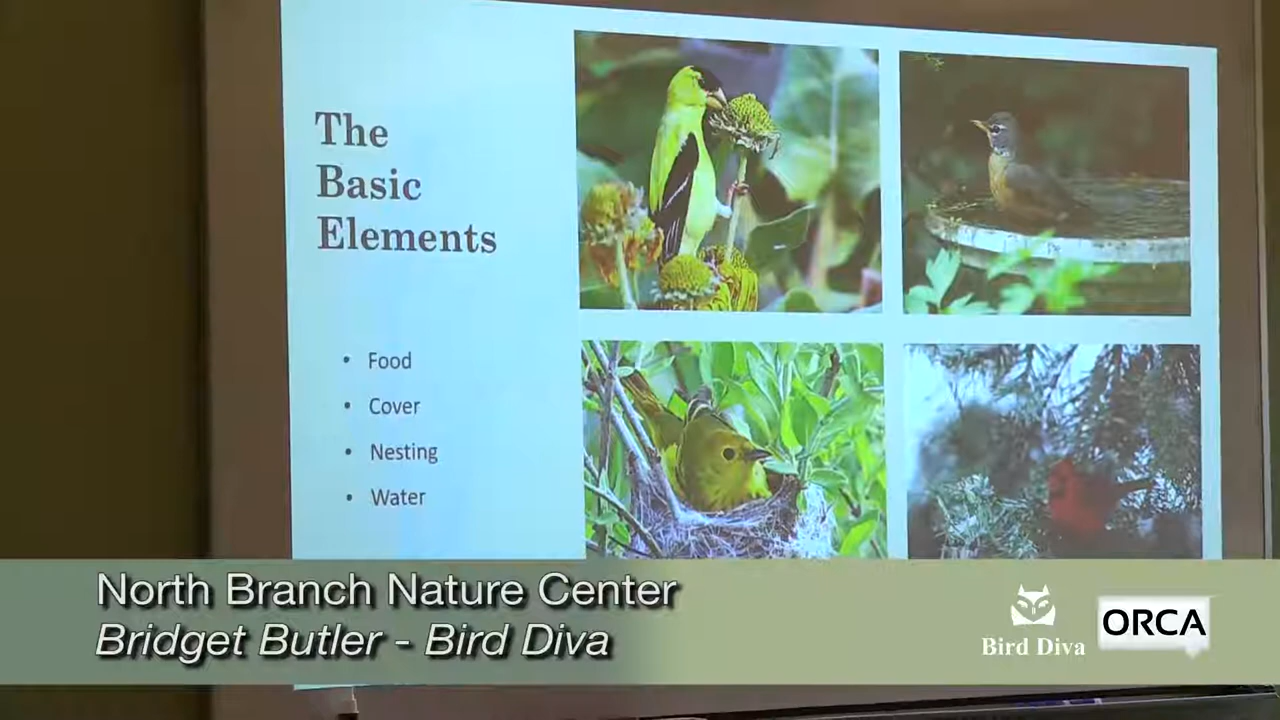 The
Basic
Elements
• Food
• Cover
• Nesting
• Water
North Branch Nature Center
Bridget Butler - Bird Diva
Bird Diva
ORCA